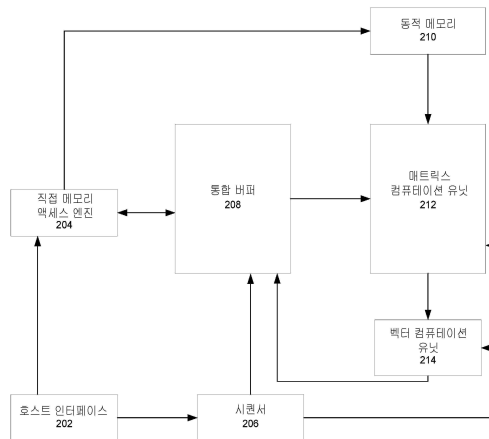 동적 메모리
210
통합 버퍼
208
매트릭스
컴퓨테이션 유닛
212
직접 메모리
액세스 엔진
204
벡터 컴퓨테이션
유닛
214
호스트 인터페이스
202
시퀀서
206